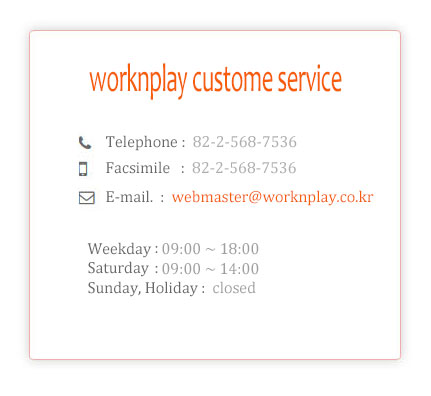 worknplay custome service
Telephone : 82-2-568-7536
Facsimile : 82-2-568-7536
E-mail. : webmaster@worknplay.co.kr
Weekday : 09:00 ~ 18:00
Saturday : 09:00 ~ 14:00
Sunday, Holiday : closed